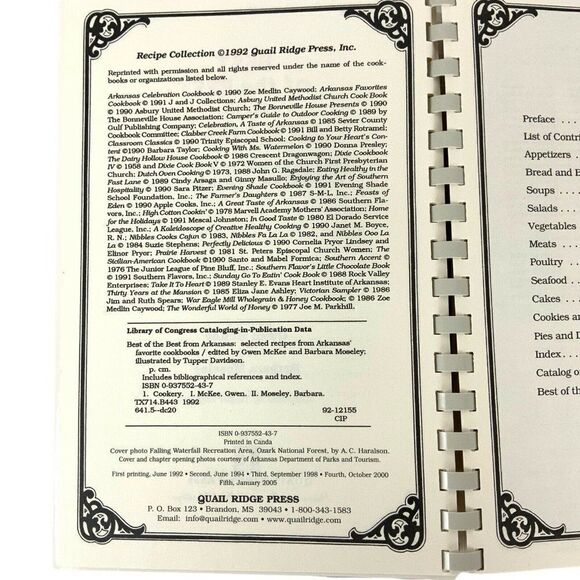 Recipe Collection ©1992 Quail Ridge Press, Inc.
Reprinted with permission and all rights reserved under the name of the cook-
books or organizations listed below.
Arkansas Celebration Cookbook © 1990 Zoe Medlin Caywood; Arkansas Favorites
Cookbook © 1991 J and J Collections; Asbury United Methodist Church Cook Book
© 1990 Asbury United Methodist Church; The Bonneville House Presents © 1990
The Bonneville House Association: Camper's Guide to Outdoor Cooking © 1989 by
Gulf Publishing Company; Celebration, A Taste of Arkansas © 1985 Sevier County
Cookbook Committee; Clabber Creek Farm Cookbook © 1991 Bill and Betty Rotramel;
Classroom Classics © 1990 Trinity Episcopal School; Cooking to Your Heart's Con-
tent ©1990 Barbara Taylor; Cooking With Ms. Watermelon © 1990 Donna Presley;
The Dairy Hollow House Cookbook © 1986 Crescent Dragonwagon; Dixie Cookbook
IV © 1958 and Dixie Cook Book V © 1972 Women of the Church First Presbyterian
Church; Dutch Oven Cooking © 1973, 1988 John G. Ragsdale; Eating Healthy in the
Fast Lane © 1989 Cindy Arsaga and Ginny Masullo; Enjoying the Art of Southern
Hospitality © 1990 Sara Pitzer; Evening Shade Cookbook © 1991 Evening Shade
School Foundation, Inc.; The Farmer's Daughters © 1987 S-M-L, Inc.; Feasts of
Eden © 1990 Apple Cooks, Inc.; A Great Taste of Arkansas © 1986 Southern Fla-
vors, Inc.; High Cotton Cookin' © 1978 Marvell Academy Mothers' Association; Home
for the Holidays © 1991 Mescal Johnston; In Good Taste © 1980 El Dorado Service
League, Inc.; A Kaleidoscope of Creative Healthy Cooking © 1990 Janet M. Boyce,
R. N.; Nibbles Cooks Cajun © 1983, Nibbles Fa La La © 1982, and Nibbles Ooo La
La © 1984 Suzie Stephens; Perfectly Delicious © 1990 Cornelia Pryor Lindsey and
Elinor Pryor; Prairie Harvest © 1981 St. Peters Episcopal Church Women; The
Sicilian-American Cookbook ©1990 Santo and Mabel Formica; Southern Accent ©
1976 The Junior League of Pine Bluff, Inc.; Southern Flavor's Little Chocolate Book
© 1991 Southern Flavors, Inc.; Sunday Go To Eatin' Cook Book © 1988 Rock Valley
Enterprises; Take It To Heart © 1989 Stanley E. Evans Heart Institute of Arkansas;
Thirty Years at the Mansion © 1985 Eliza Jane Ashley; Victorian Sampler © 1986
Jim and Ruth Spears; War Eagle Mill Wholegrain & Honey Cookbook; © 1986 Zoe
Medlin Caywood; The Wonderful World of Honey © 1977 Joe M. Parkhill.
Library of Congress Cataloging-in-Publication Data
Best of the Best from Arkansas: selected recipes from Arkansas'
favorite cookbooks / edited by Gwen McKee and Barbara Moseley;
illustrated by Tupper Davidson.
p. cm.
Includes bibliographical references and index.
ISBN 0-937552-43-7
1. Cookery. I. McKee, Gwen. II. Moseley, Barbara.
TX714.B443 1992
641.5--dc20 92-12155
CIP
ISBN 0-937552-43-7
Printed in Canda
Cover photo Falling Waterfall Recreation Area, Ozark National Forest, by A. C. Haralson.
Cover and chapter opening photos courtesy of Arkansas Department of Parks and Tourism.
First printing, June 1992 • Second, June 1994 • Third, September 1998 • Fourth, October 2000
Fifth, January 2005
QUAIL RIDGE PRESS
P. O. Box 123 • Brandon, MS 39043 • 1-800-343-1583
Email: info@quailridge.com • www.quailridge.com
Preface . . . .
List of Contri
Appetizers . .
Bread and B
Soups . . . .
Salads . . . .
Vegetables
Meats . . . .
Poultry . . .
Seafood . . .
Cakes . . . .
Cookies an
Pies and D
Index . . . .
Catalog o
Best of the